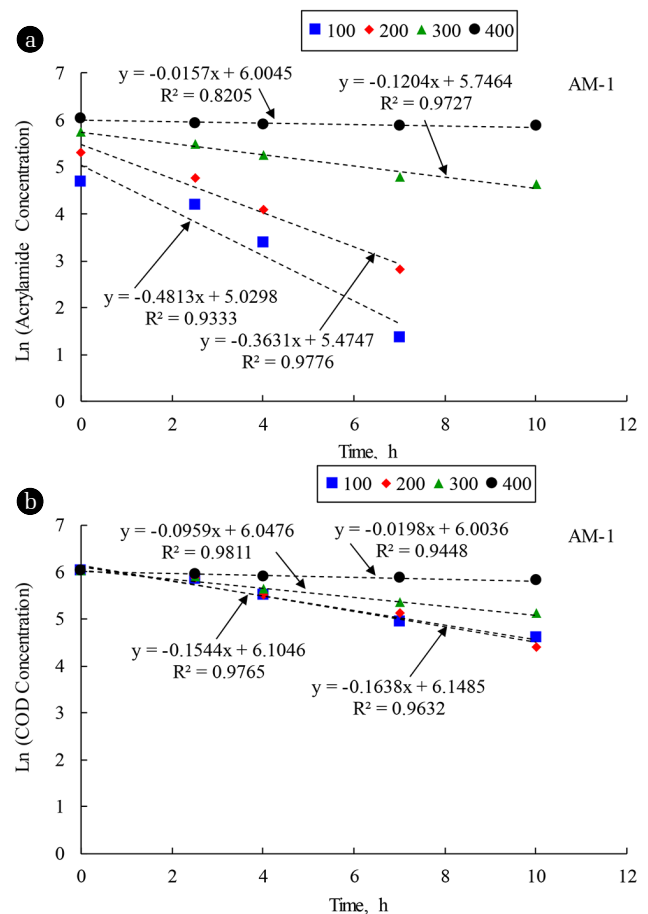 a
100 200 300 400
7
6
5
4
3
2
1
0
Ln (Acrylamide Concentration)
y = -0.0157x + 6.0045
R² = 0.8205
y = -0.1204x + 5.7464
R² = 0.9727
AM-1
y = -0.4813x + 5.0298
R² = 0.9333
y = -0.3631x + 5.4747
R² = 0.9776
0 2 4 6 8 10 12
Time, h
b
100 200 300 400
7
6
5
4
3
2
1
0
Ln (COD Concentration)
y = -0.0959x + 6.0476
R² = 0.9811
y = -0.0198x + 6.0036
R² = 0.9448
AM-1
y = -0.1544x + 6.1046
R² = 0.9765
y = -0.1638x + 6.1485
R² = 0.9632
0 2 4 6 8 10 12
Time, h